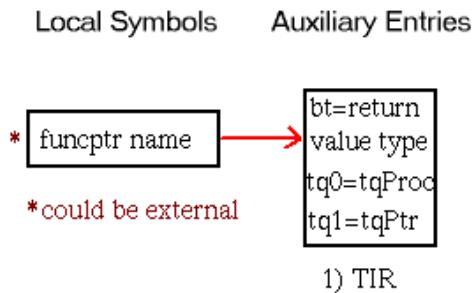 Local Symbols
Auxiliary Entries
* funcptr name
*could be external
bt=return
value type
tq0=tqProc
tq1=tqPtr
1) TIR